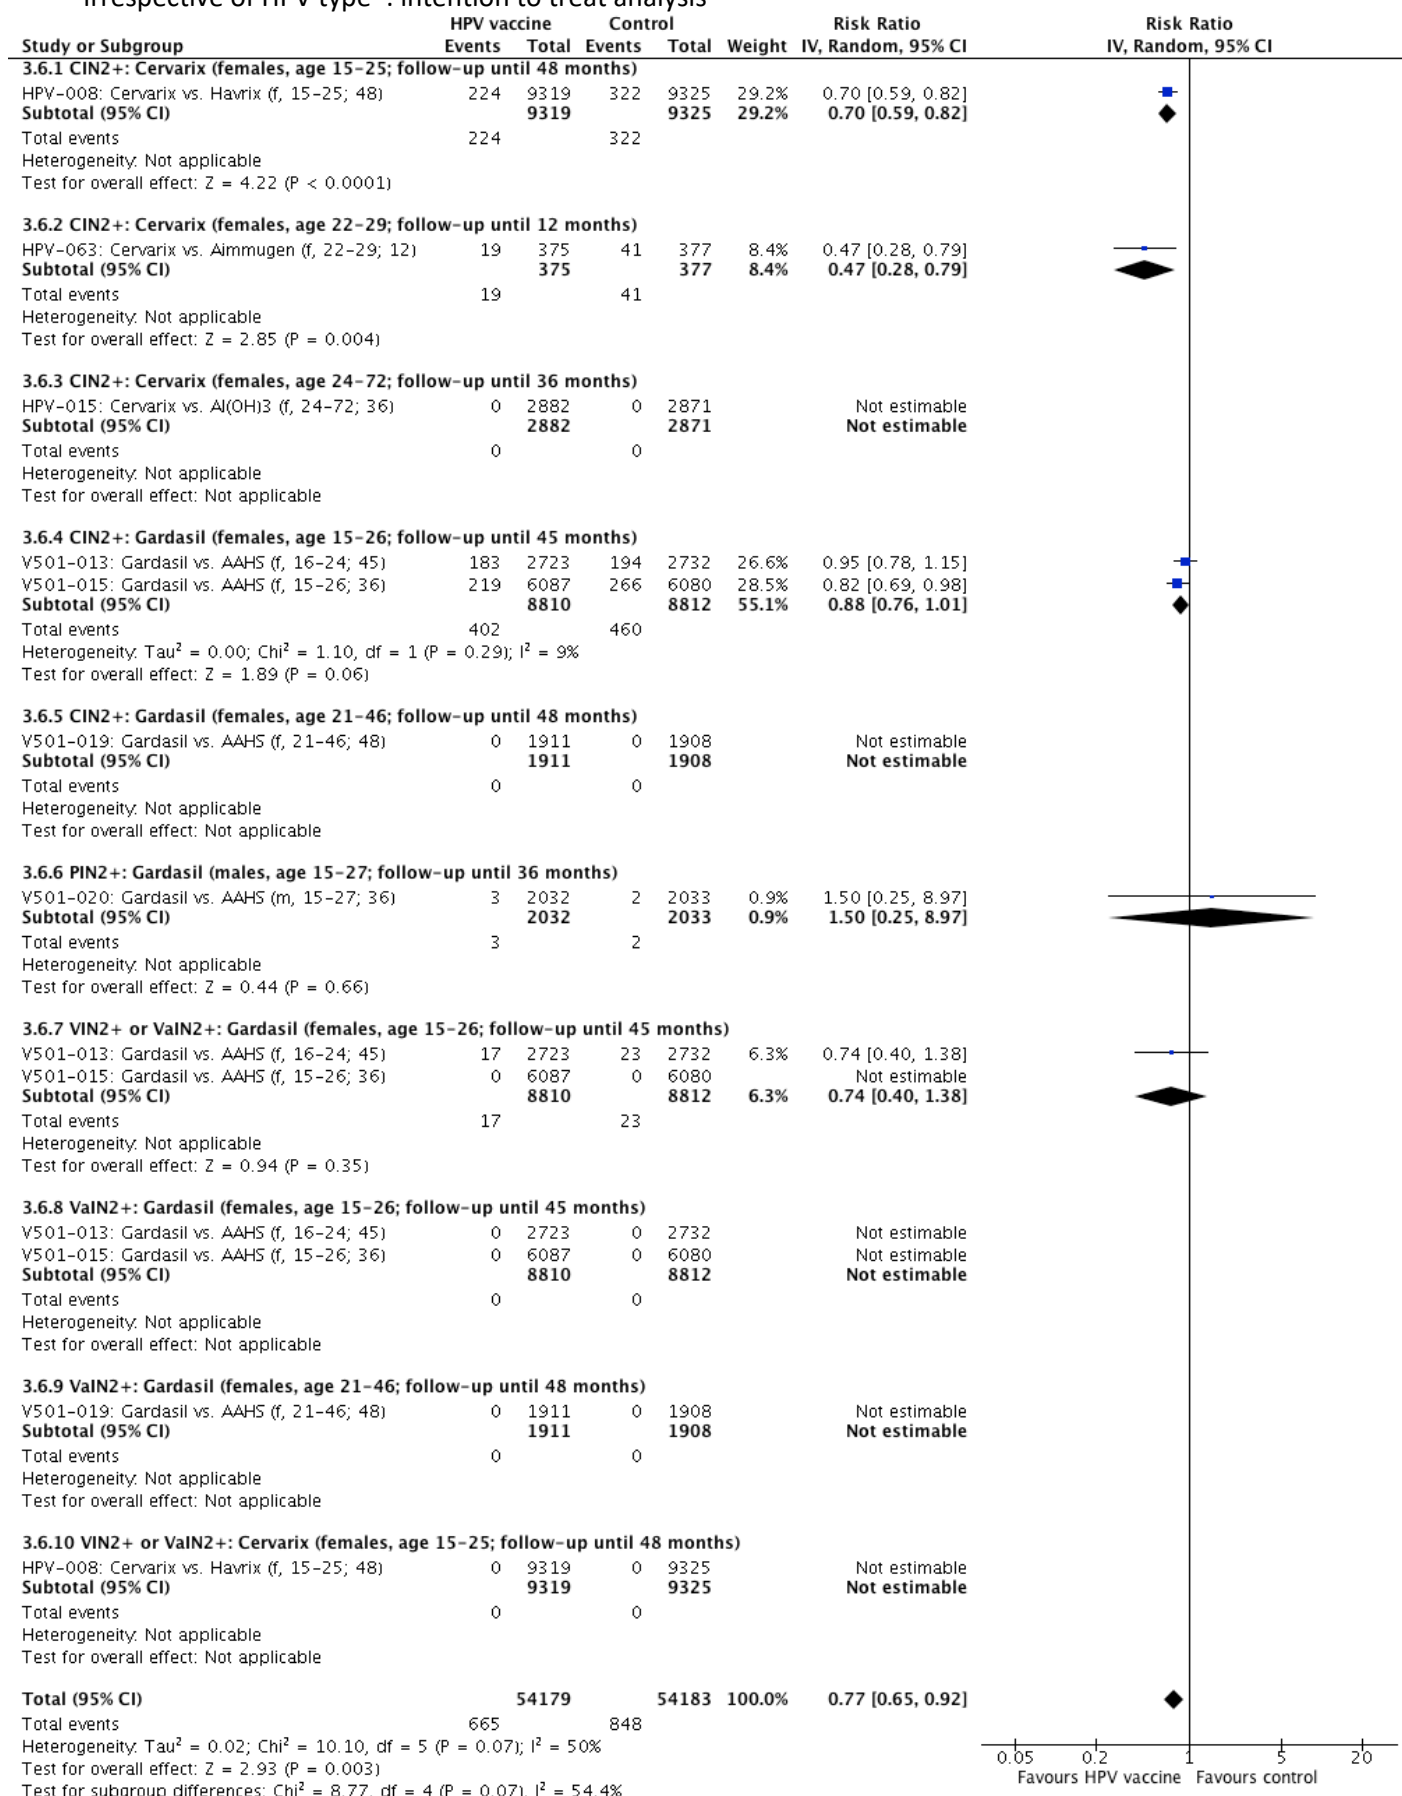 irrespective of HPV type : intention to treat analysis
HPV vaccine Control Risk Ratio Risk Ratio
Study or Subgroup Events Total Events Total Weight IV, Random, 95% CI IV, Random, 95% CI
3.6.1 CIN2+: Cervarix (females, age 15-25; follow-up until 48 months)
HPV-008: Cervarix vs. Havrix (f, 15-25; 48) 224 9319 322 9325 29.2% 0.70 [0.59, 0.82]
Subtotal (95% CI) 9319 9325 29.2% 0.70 [0.59, 0.82]
Total events 224 322
Heterogeneity: Not applicable
Test for overall effect: Z = 4.22 (P < 0.0001)
3.6.2 CIN2+: Cervarix (females, age 22-29; follow-up until 12 months)
HPV-063: Cervarix vs. Aimmugen (f, 22-29; 12) 19 375 41 377 8.4% 0.47 [0.28, 0.79]
Subtotal (95% CI) 375 377 8.4% 0.47 [0.28, 0.79]
Total events 19 41
Heterogeneity: Not applicable
Test for overall effect: Z = 2.85 (P = 0.004)
3.6.3 CIN2+: Cervarix (females, age 24-72; follow-up until 36 months)
HPV-015: Cervarix vs. Al(OH)3 (f, 24-72; 36) 0 2882 0 2871 Not estimable
Subtotal (95% CI) 2882 2871 Not estimable
Total events 0 0
Heterogeneity: Not applicable
Test for overall effect: Not applicable
3.6.4 CIN2+: Gardasil (females, age 15-26; follow-up until 45 months)
V501-013: Gardasil vs. AAHS (f, 16-24; 45) 183 2723 194 2732 26.6% 0.95 [0.78, 1.15]
V501-015: Gardasil vs. AAHS (f, 15-26; 36) 219 6087 266 6080 28.5% 0.82 [0.69, 0.98]
Subtotal (95% CI) 8810 8812 55.1% 0.88 [0.76, 1.01]
Total events 402 460
Heterogeneity: Tau² = 0.00; Chi² = 1.10, df = 1 (P = 0.29); I² = 9%
Test for overall effect: Z = 1.89 (P = 0.06)
3.6.5 CIN2+: Gardasil (females, age 21-46; follow-up until 48 months)
V501-019: Gardasil vs. AAHS (f, 21-46; 48) 0 1911 0 1908 Not estimable
Subtotal (95% CI) 1911 1908 Not estimable
Total events 0 0
Heterogeneity: Not applicable
Test for overall effect: Not applicable
3.6.6 PIN2+: Gardasil (males, age 15-27; follow-up until 36 months)
V501-020: Gardasil vs. AAHS (m, 15-27; 36) 3 2032 2 2033 0.9% 1.50 [0.25, 8.97]
Subtotal (95% CI) 2032 2033 0.9% 1.50 [0.25, 8.97]
Total events 3 2
Heterogeneity: Not applicable
Test for overall effect: Z = 0.44 (P = 0.66)
3.6.7 VIN2+ or VaIN2+: Gardasil (females, age 15-26; follow-up until 45 months)
V501-013: Gardasil vs. AAHS (f, 16-24; 45) 17 2723 23 2732 6.3% 0.74 [0.40, 1.38]
V501-015: Gardasil vs. AAHS (f, 15-26; 36) 0 6087 0 6080 Not estimable
Subtotal (95% CI) 8810 8812 6.3% 0.74 [0.40, 1.38]
Total events 17 23
Heterogeneity: Not applicable
Test for overall effect: Z = 0.94 (P = 0.35)
3.6.8 VaIN2+: Gardasil (females, age 15-26; follow-up until 45 months)
V501-013: Gardasil vs. AAHS (f, 16-24; 45) 0 2723 0 2732 Not estimable
V501-015: Gardasil vs. AAHS (f, 15-26; 36) 0 6087 0 6080 Not estimable
Subtotal (95% CI) 8810 8812 Not estimable
Total events 0 0
Heterogeneity: Not applicable
Test for overall effect: Not applicable
3.6.9 VaIN2+: Gardasil (females, age 21-46; follow-up until 48 months)
V501-019: Gardasil vs. AAHS (f, 21-46; 48) 0 1911 0 1908 Not estimable
Subtotal (95% CI) 1911 1908 Not estimable
Total events 0 0
Heterogeneity: Not applicable
Test for overall effect: Not applicable
3.6.10 VIN2+ or VaIN2+: Cervarix (females, age 15-25; follow-up until 48 months)
HPV-008: Cervarix vs. Havrix (f, 15-25; 48) 0 9319 0 9325 Not estimable
Subtotal (95% CI) 9319 9325 Not estimable
Total events 0 0
Heterogeneity: Not applicable
Test for overall effect: Not applicable
Total (95% CI) 54179 54183 100.0% 0.77 [0.65, 0.92]
Total events 665 848
Heterogeneity: Tau² = 0.02; Chi² = 10.10, df = 5 (P = 0.07); I² = 50%
Test for overall effect: Z = 2.93 (P = 0.003)
Test for subgroup differences: Chi² = 8.77, df = 4 (P = 0.07), I² = 54.4%
0.05 0.2 1 5 20
Favours HPV vaccine Favours control